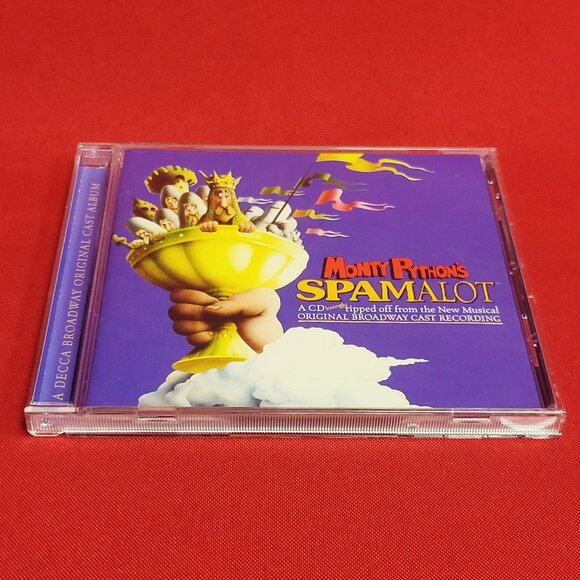 A DECCA BROADWAY ORIGINAL CAST ALBUM
MONTY PYTHON'S
SPAMALOT
A CD lovingly ripped off from the New Musical
ORIGINAL BROADWAY CAST RECORDING